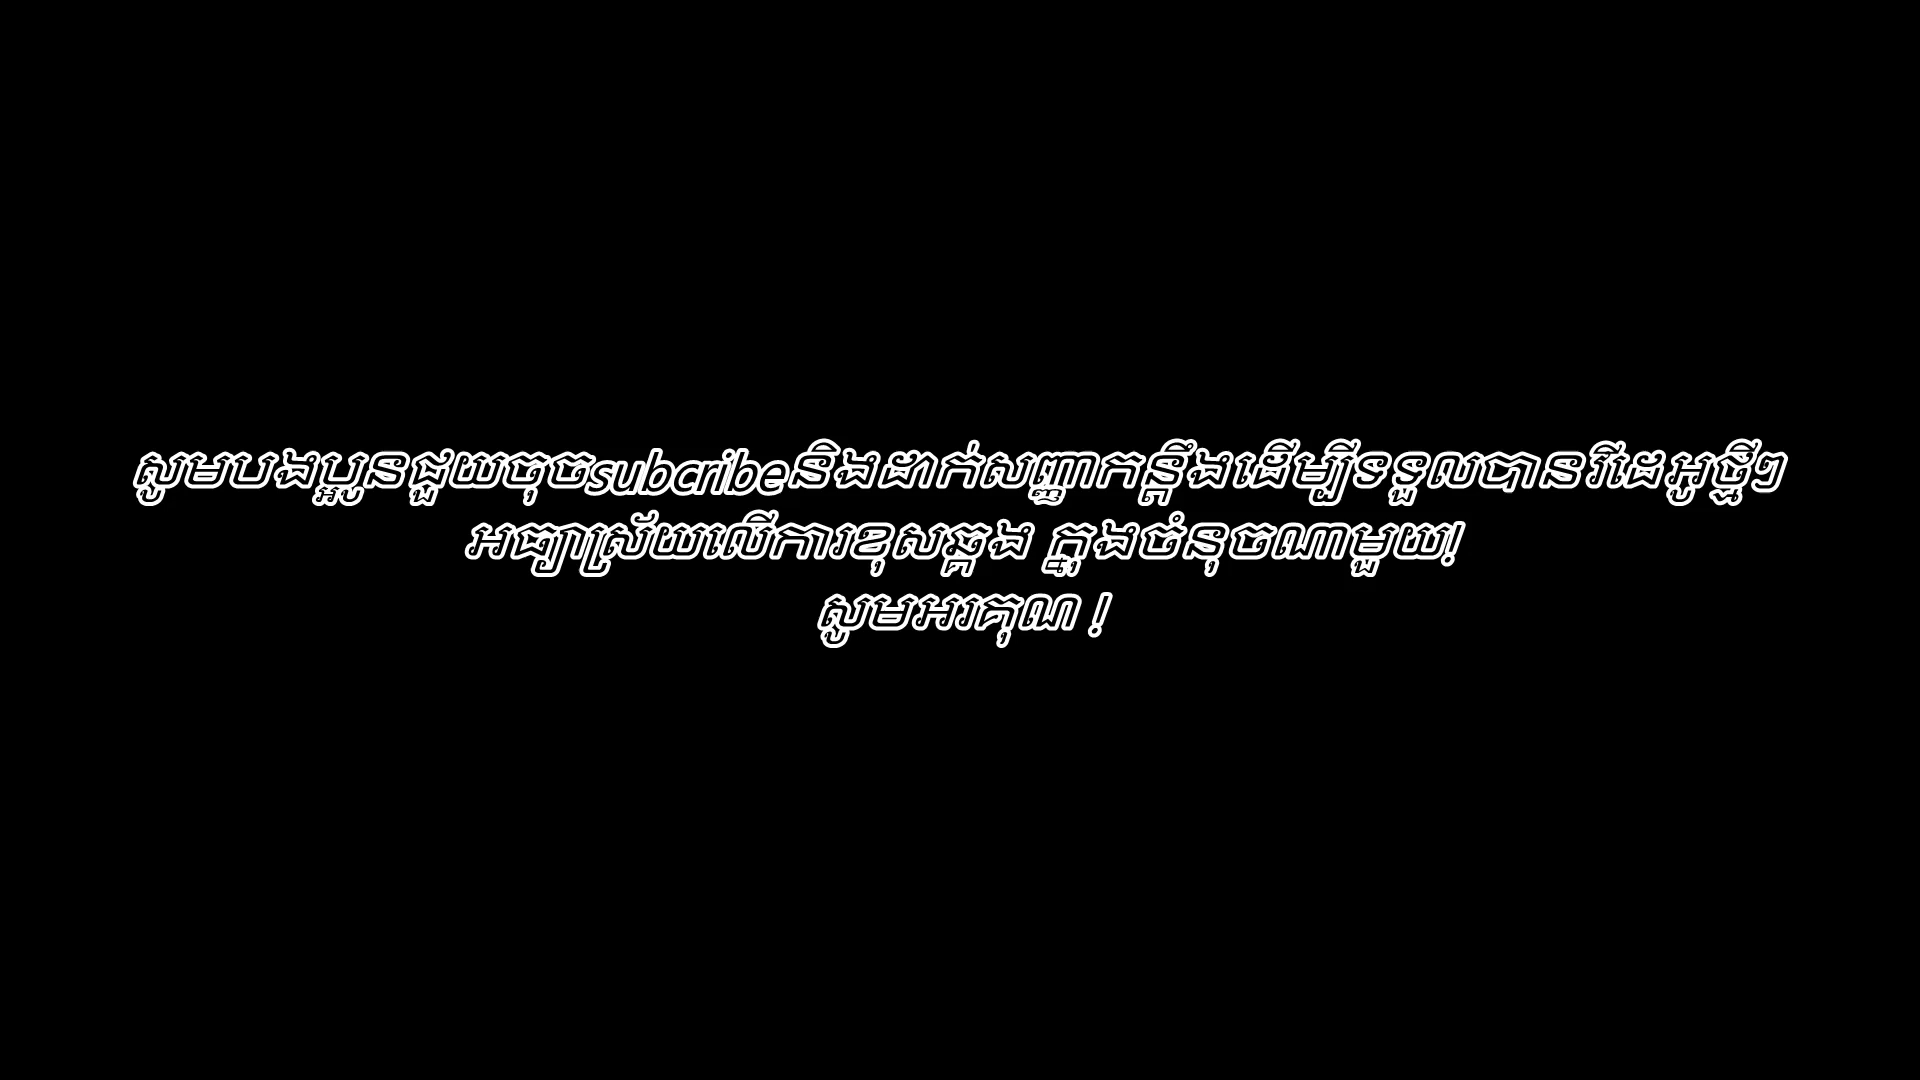 សូមបងប្អូនជួយចុចsubcribeនិងដាក់សញ្ញាកន្តឹងដើម្បីទទួលបានវីដេអូថ្មីៗ
អធ្យាស្រ័យលើការខុសឆ្គង ក្នុងចំនុចណាមួយ!
សូមអរគុណ !